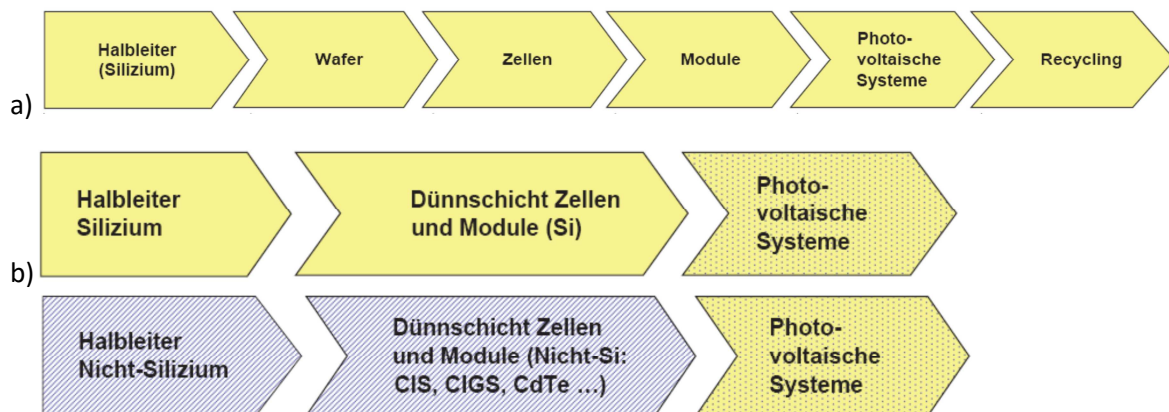 a)
Halbleiter
(Silizium)
Wafer
Zellen
Module
Photo-
voltaische
Systeme
Recycling
b)
Halbleiter
Silizium
Dünnschicht Zellen
und Module (Si)
Photo-
voltaische
Systeme
Halbleiter
Nicht-Silizium
Dünnschicht Zellen
und Module (Nicht-Si:
CIS, CIGS, CdTe ...)
Photo-
voltaische
Systeme